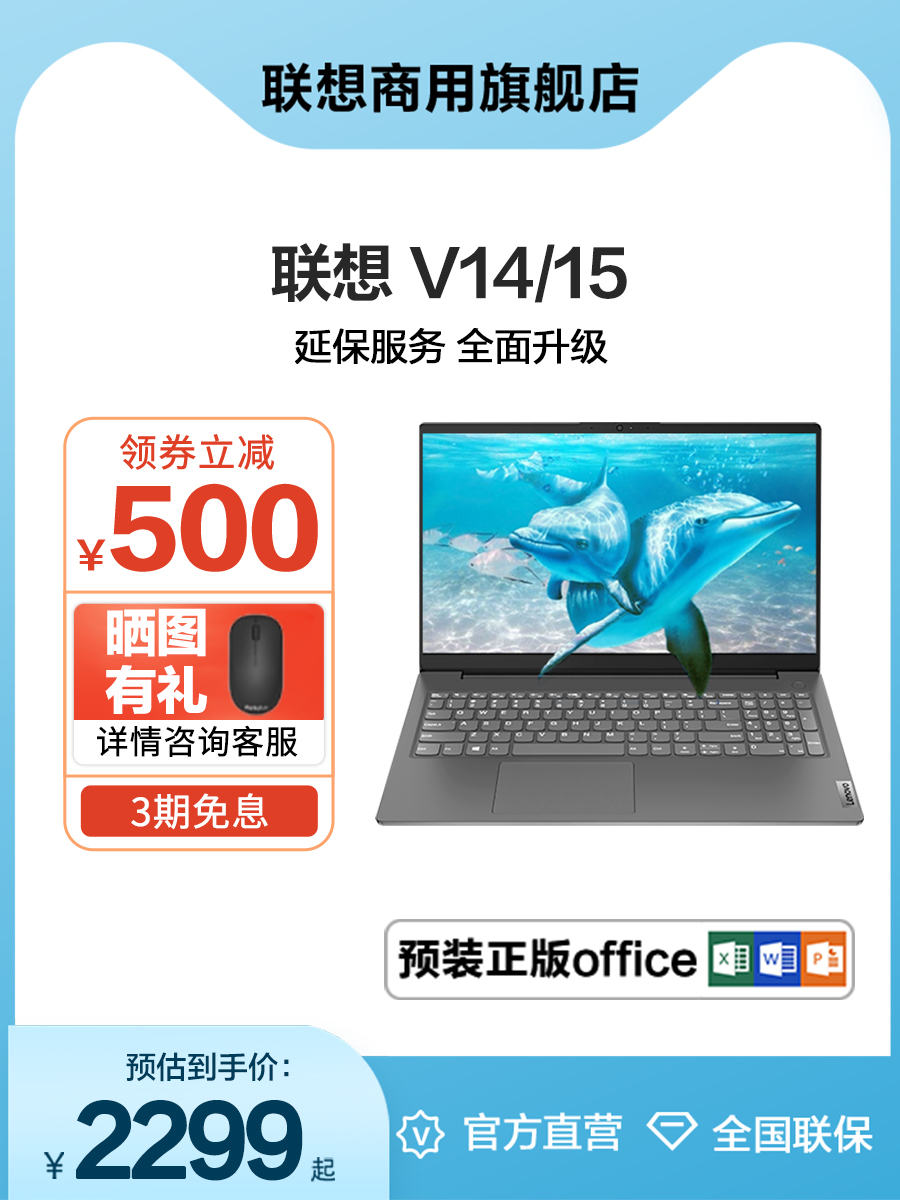 联想商用旗舰店
联想 V14/15
延保服务 全面升级
领券立减
¥500
晒图
有礼
详情咨询客服
3期免息
Lenovo
预装正版office
X W P
预估到手价:
¥2299起
V 官方直营 全国联保